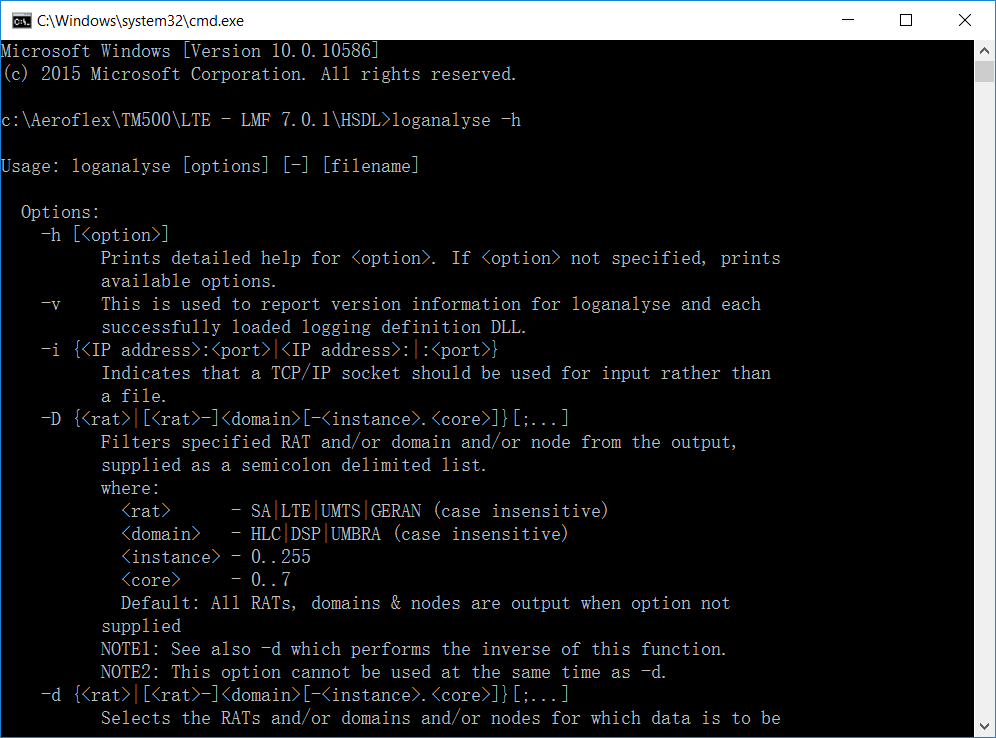 C:\Windows\system32\cmd.exe
Microsoft Windows [Version 10.0.10586]
(c) 2015 Microsoft Corporation. All rights reserved.
c:\Aeroflex\TM500\LTE - LMF 7.0.1\HSDL>loganalyse -h
Usage: loganalyse [options] [-] [filename]
Options:
-h [<option>]
Prints detailed help for <option>. If <option> not specified, prints
available options.
-v This is used to report version information for loganalyse and each
successfully loaded logging definition DLL.
-i {<IP address>:<port>|<IP address>:|:<port>}
Indicates that a TCP/IP socket should be used for input rather than
a file.
-D {<rat>|[<rat>-]<domain>[-<instance>.<core>]}[;...]
Filters specified RAT and/or domain and/or node from the output,
supplied as a semicolon delimited list.
where:
<rat> - SA|LTE|UMTS|GERAN (case insensitive)
<domain> - HLC|DSP|UMBRA (case insensitive)
<instance> - 0..255
<core> - 0..7
Default: All RATs, domains & nodes are output when option not
supplied
NOTE1: See also -d which performs the inverse of this function.
NOTE2: This option cannot be used at the same time as -d.
-d {<rat>|[<rat>-]<domain>[-<instance>.<core>]}[;...]
Selects the RATs and/or domains and/or nodes for which data is to be